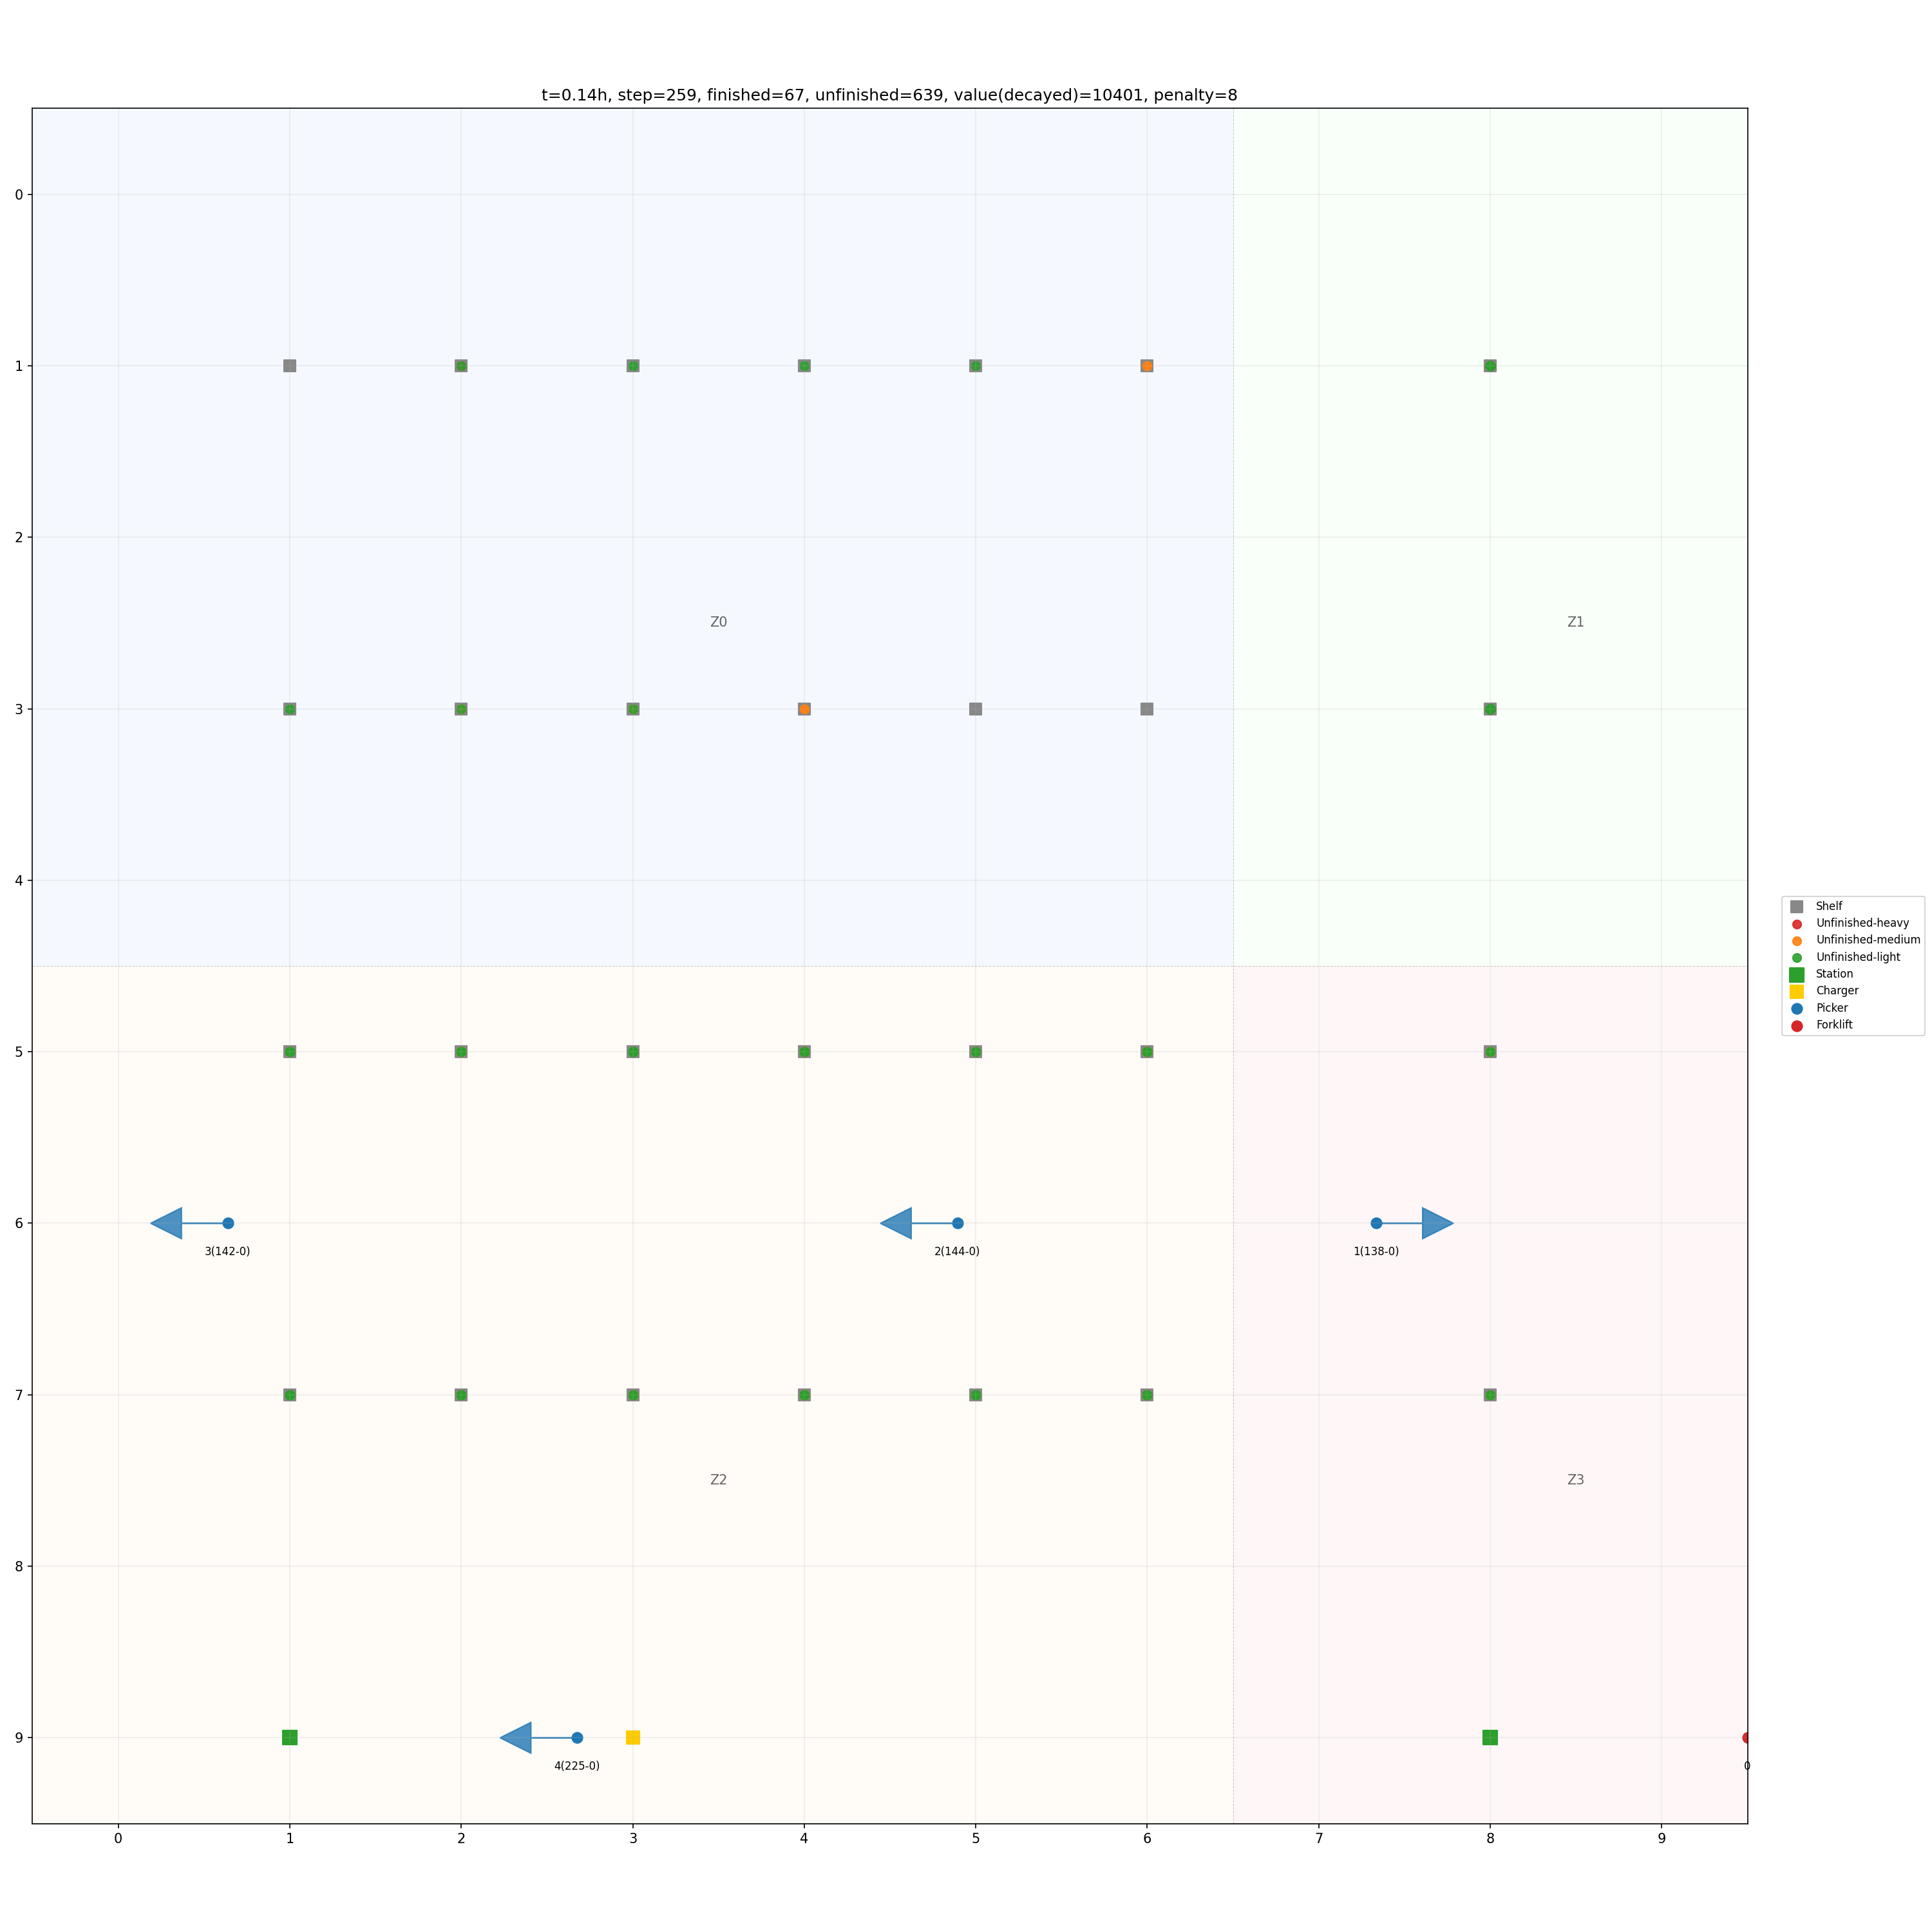 t=0.14h, step=259, finished=67, unfinished=639, value(decayed)=10401, penalty=8
0
1
2
Z0
Z1
3
4
Shelf
Unfinished-heavy
Unfinished-medium
Unfinished-light
Station
Charger
Picker
Forklift
5
6
3(142-0)
2(144-0)
1(138-0)
7
Z2
Z3
8
9
4(225-0)
0
0 1 2 3 4 5 6 7 8 9